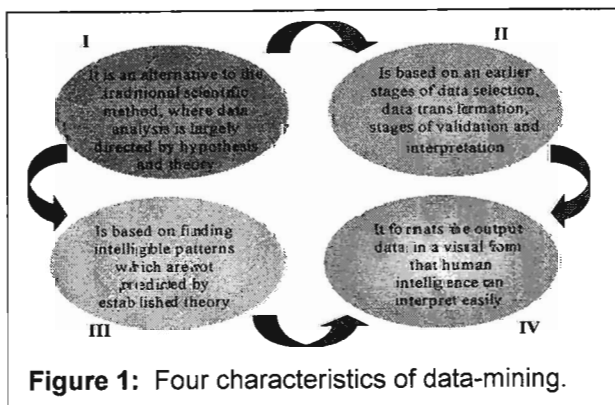 I
It is an alternative to the
traditional scientific
method, where data
analysis is largely
directed by hypothesis
and theory
II
Is based on an earlier
stages of data selection,
data trans formation,
stages of validation and
interpretation
Is based on finding
intelligible patterns
which are not
predicted by
established theory
III
It formats the output
data in a visual from
that human
intelligence can
interpret easily
IV
Figure 1: Four characteristics of data-mining.